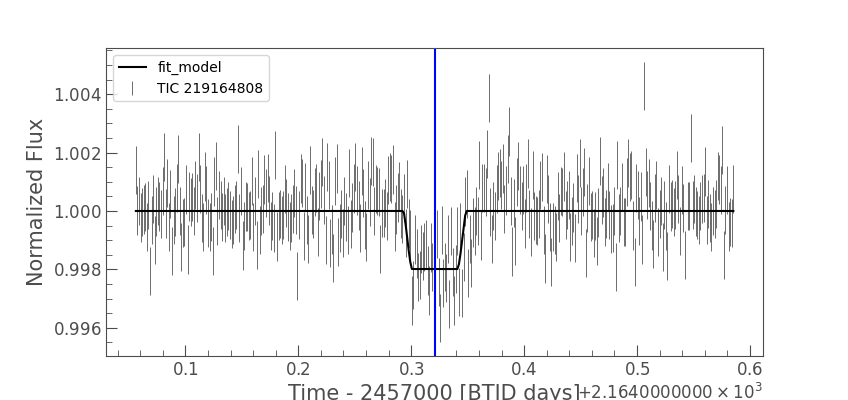 fit_model
TIC 219164808
1.004
1.002
1.000
0.998
0.996
Normalized Flux
0.1 0.2 0.3 0.4 0.5 0.6
Time - 2457000 [BTJD days] +2.1640000000 × 10³